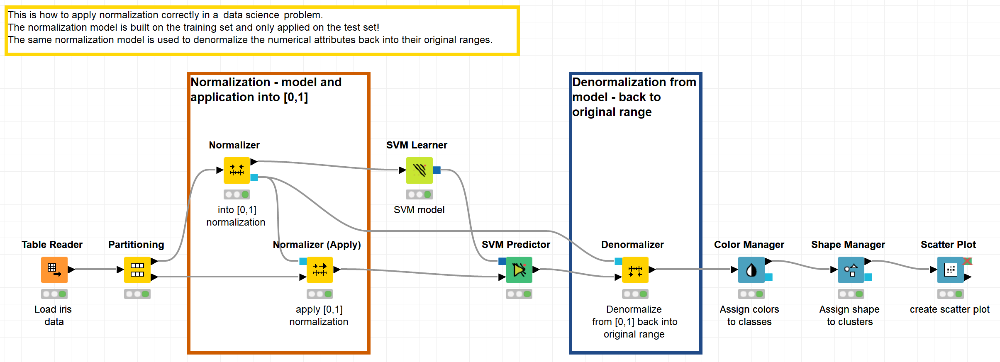 This is how to apply normalization correctly in a data science problem.
The normalization model is built on the training set and only applied on the test set!
The same normalization model is used to denormalize the numerical attributes back into their original ranges.
Normalization - model and
application into [0,1]
Denormalization from
model - back to
original range
Normalizer
into [0,1]
normalization
SVM Learner
SVM model
Table Reader
Load iris
data
Partitioning
Normalizer (Apply)
apply [0,1]
normalization
SVM Predictor
Denormalizer
Denormalize
from [0,1] back into
original range
Color Manager
Assign colors
to classes
Shape Manager
Assign shape
to clusters
Scatter Plot
create scatter plot